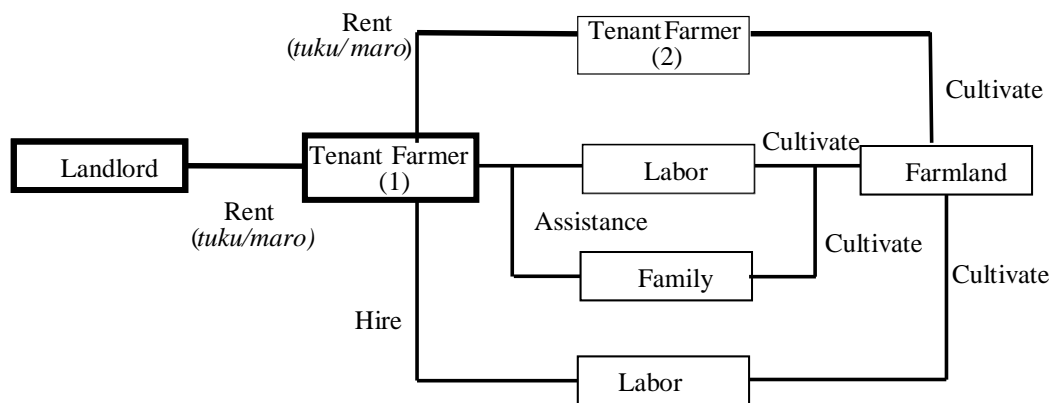 Rent
(tuku/maro)
Tenant Farmer
(2)
Cultivate
Landlord
Tenant Farmer
(1)
Cultivate
Labor
Farmland
Rent
(tuku/maro)
Assistance
Cultivate
Family
Cultivate
Hire
Labor